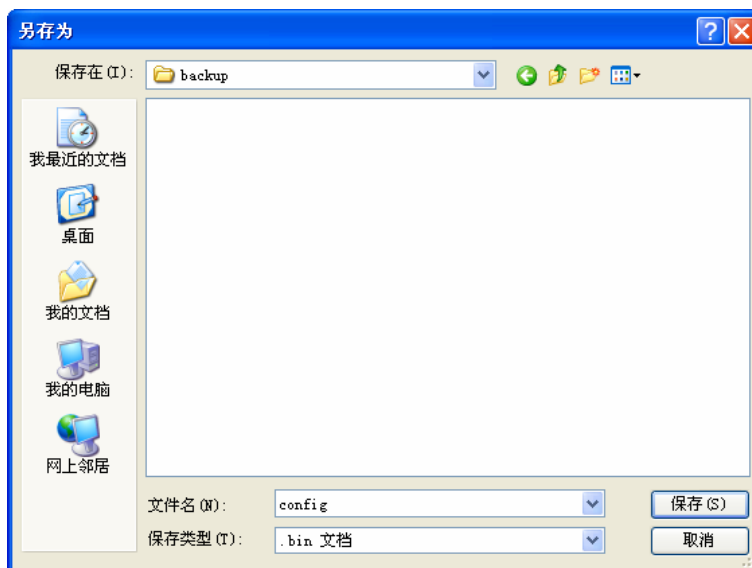 另存为
保存在(I):
backup
我最近的文档
桌面
我的文档
我的电脑
网上邻居
文件名(N):
config
保存(S)
保存类型(T):
.bin 文档
取消